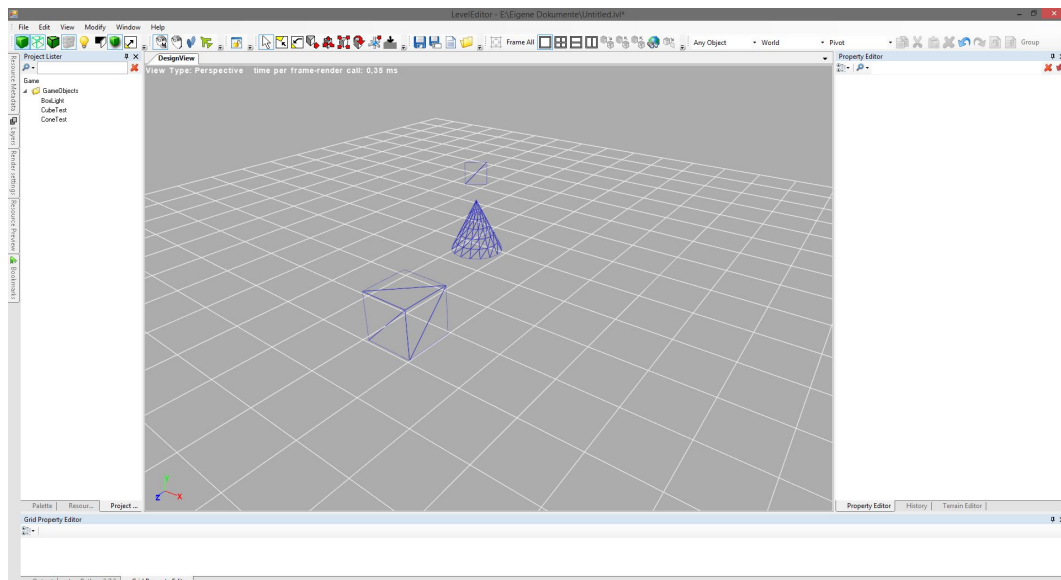 LevelEditor - E:\Eigene Dokumente\Untitled.lvl*
File Edit View Modify Window Help
Frame All
Any Object
World
Pivot
Group
Project Lister
DesignView
Property Editor
View Type: Perspective time per frame-render call: 0,35 ms
Game
GameObjects
BoxLight
CubeTest
ConeTest
Resource Metadata
Layers
Render settings
Resource Preview
Bookmarks
Y
Z
X
Palette
Resour...
Project ...
Property Editor
History
Terrain Editor
Grid Property Editor